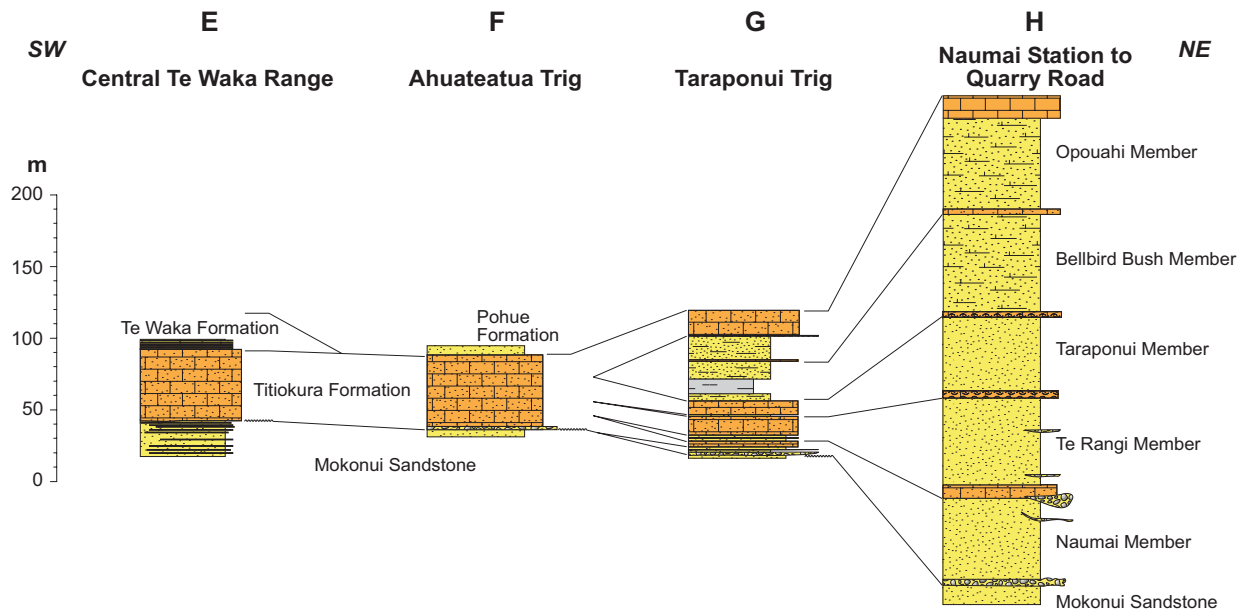 E
F
G
H
SW
NE
Central Te Waka Range
Ahuateatua Trig
Taraponui Trig
Naumai Station to
Quarry Road
m
200
150
100
50
0
Te Waka Formation
Titiokura Formation
Mokonui Sandstone
Pohue
Formation
Opouahi Member
Bellbird Bush Member
Taraponui Member
Te Rangi Member
Naumai Member
Mokonui Sandstone